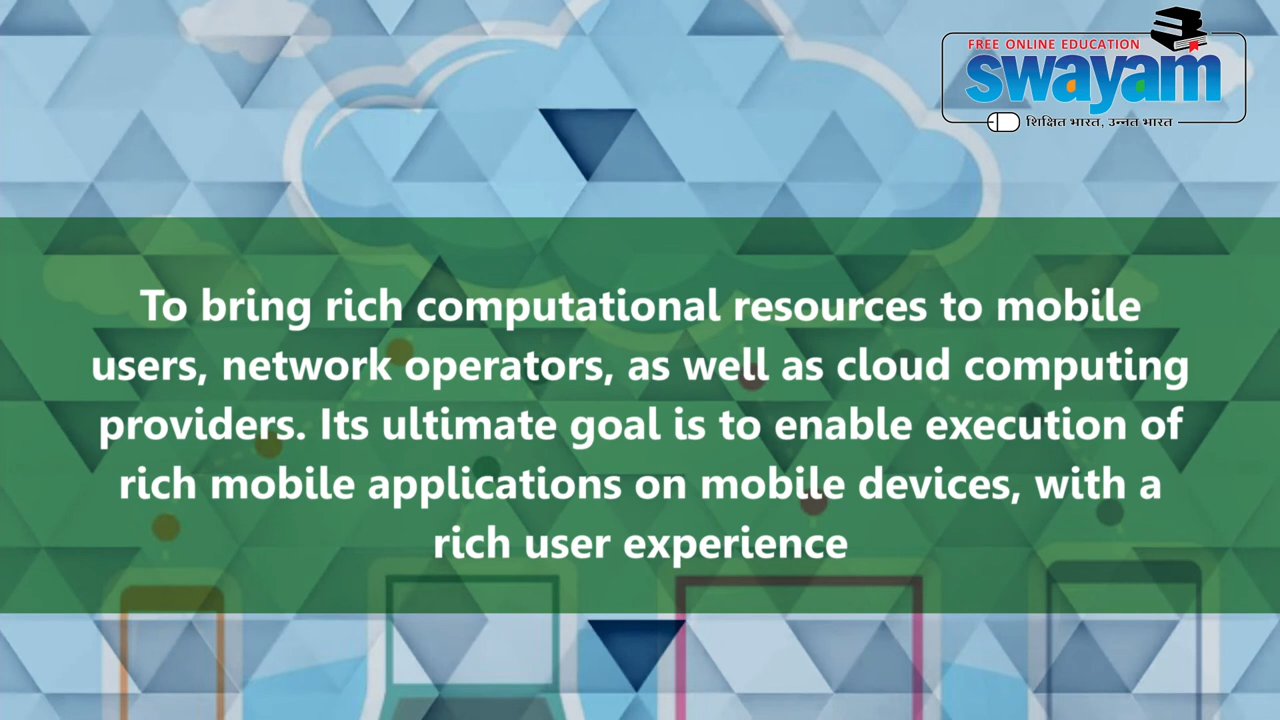 FREE ONLINE EDUCATION
swayam
शिक्षित भारत, उन्नत भारत
To bring rich computational resources to mobile
users, network operators, as well as cloud computing
providers. Its ultimate goal is to enable execution of
rich mobile applications on mobile devices, with a
rich user experience